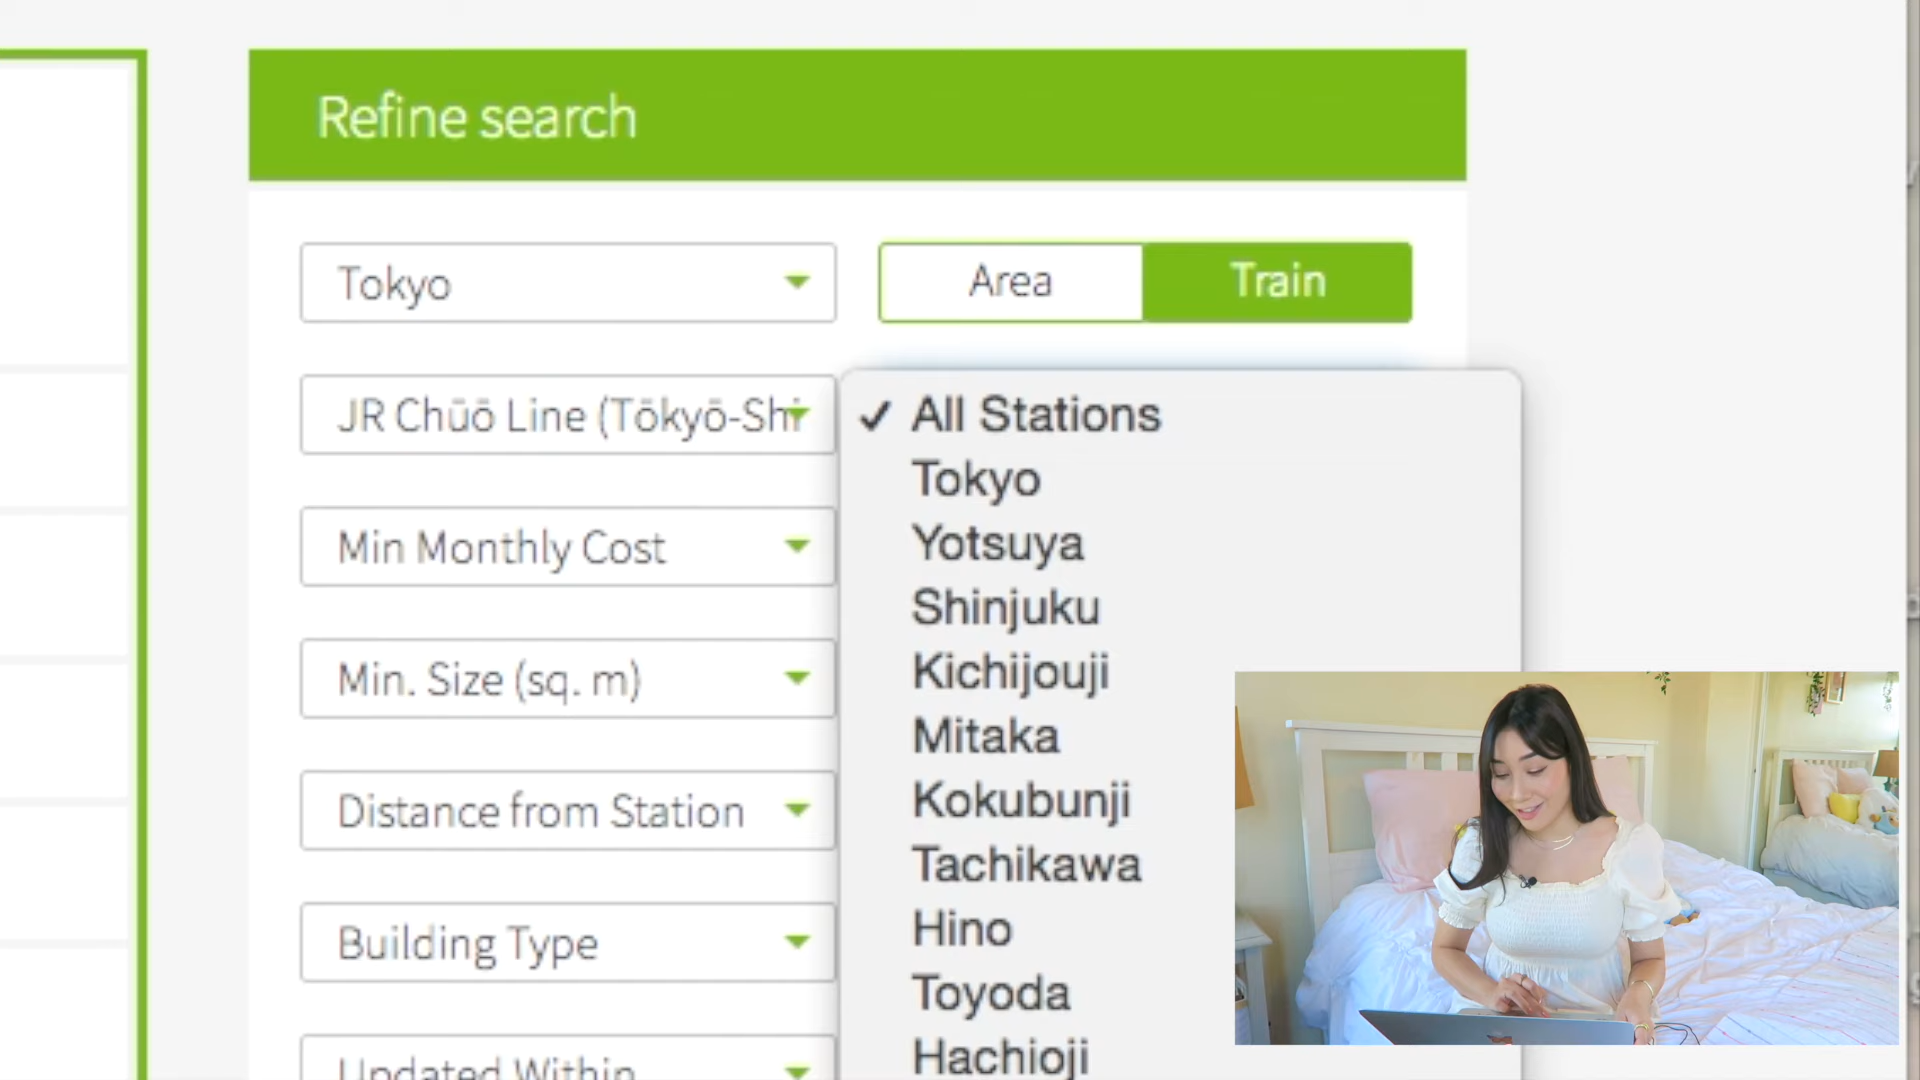 Refine search
Tokyo
Area
Train
JR Chūō Line (Tōkyō-Shi
Min Monthly Cost
Min. Size (sq. m)
Distance from Station
Building Type
Updated Within
✓ All Stations
Tokyo
Yotsuya
Shinjuku
Kichijouji
Mitaka
Kokubunji
Tachikawa
Hino
Toyoda
Hachioji